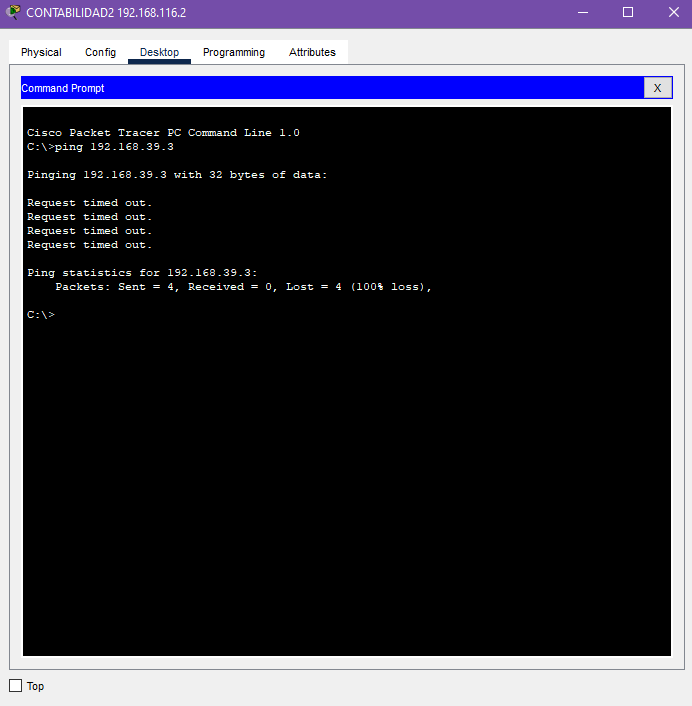 CONTABILIDAD2 192.168.116.2
Physical Config Desktop Programming Attributes
Command Prompt X
Cisco Packet Tracer PC Command Line 1.0
C:\>ping 192.168.39.3
Pinging 192.168.39.3 with 32 bytes of data:
Request timed out.
Request timed out.
Request timed out.
Request timed out.
Ping statistics for 192.168.39.3:
Packets: Sent = 4, Received = 0, Lost = 4 (100% loss),
C:\>
Top